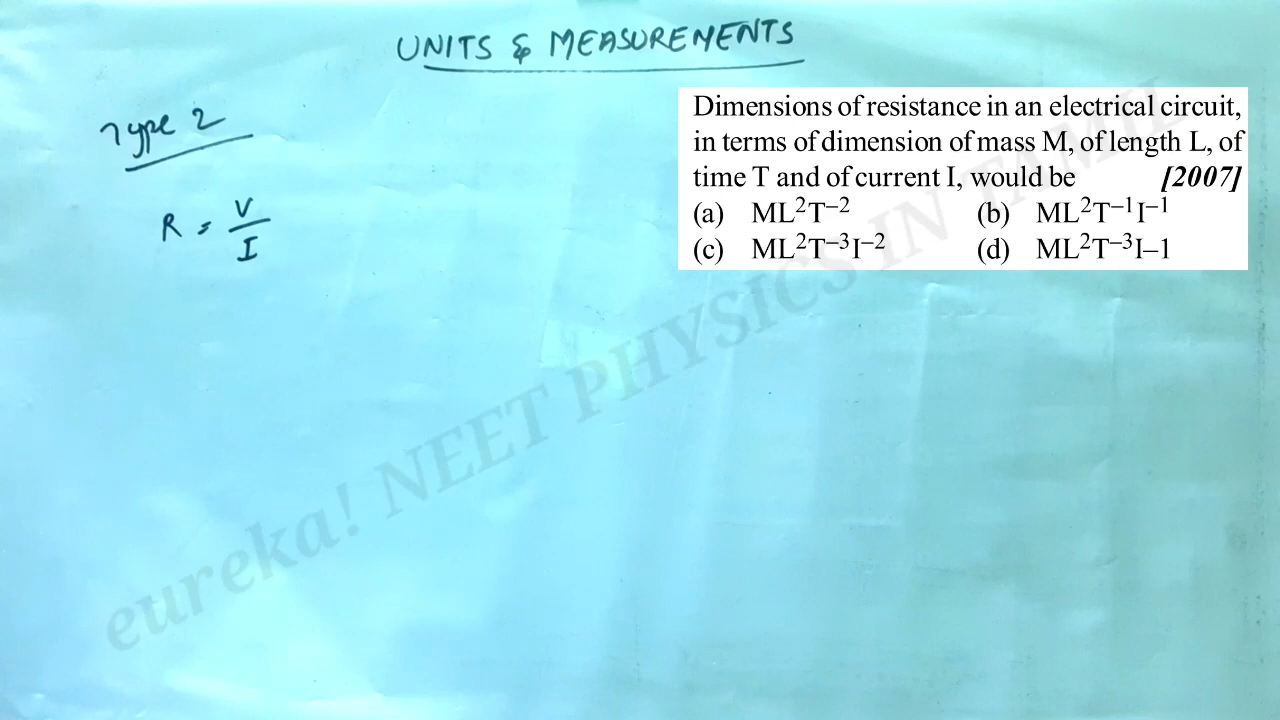 UNITS & MEASUREMENTS
Type 2
R = V/I
Dimensions of resistance in an electrical circuit,
in terms of dimension of mass M, of length L, of
time T and of current I, would be [2007]
(a) ML²T⁻² (b) ML²T⁻¹I⁻¹
(c) ML²T⁻³I⁻² (d) ML²T⁻³I–1
eureka! NEET PHYSICS IN TAMIL